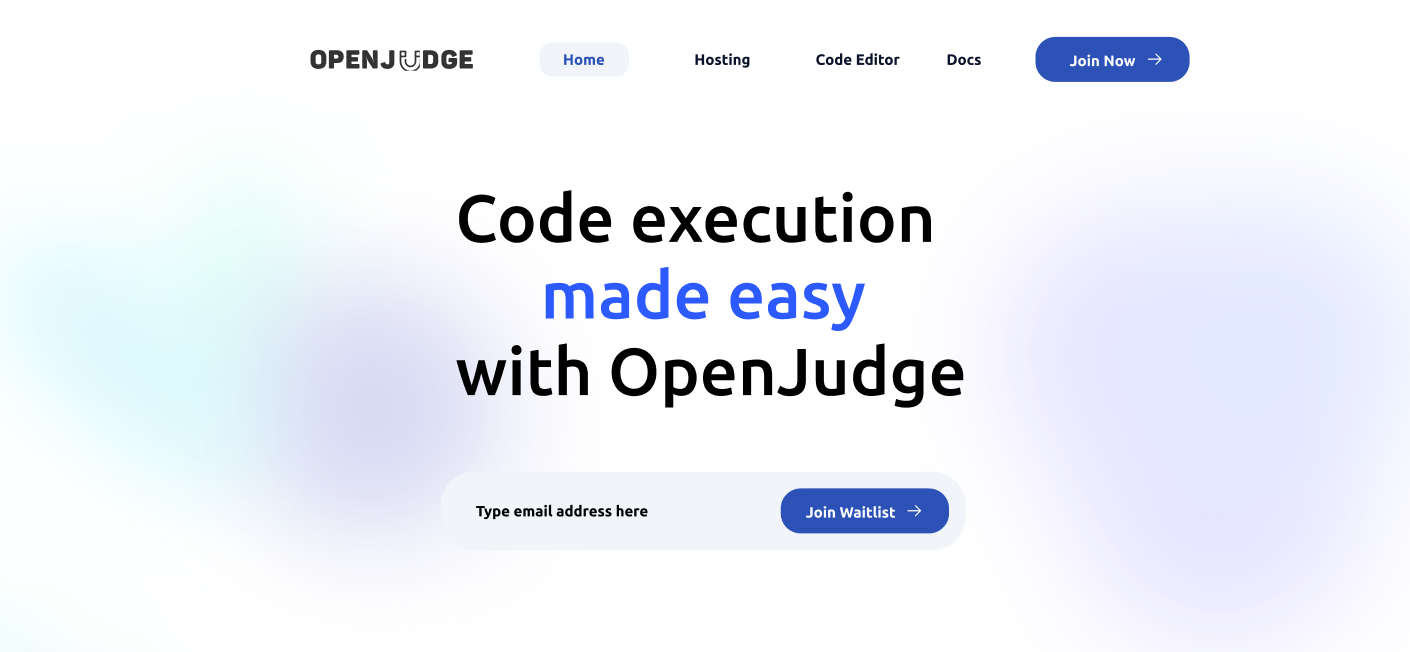 OPENJUDGE
Home
Hosting
Code Editor
Docs
Join Now
Code execution
made easy
with OpenJudge
Type email address here
Join Waitlist